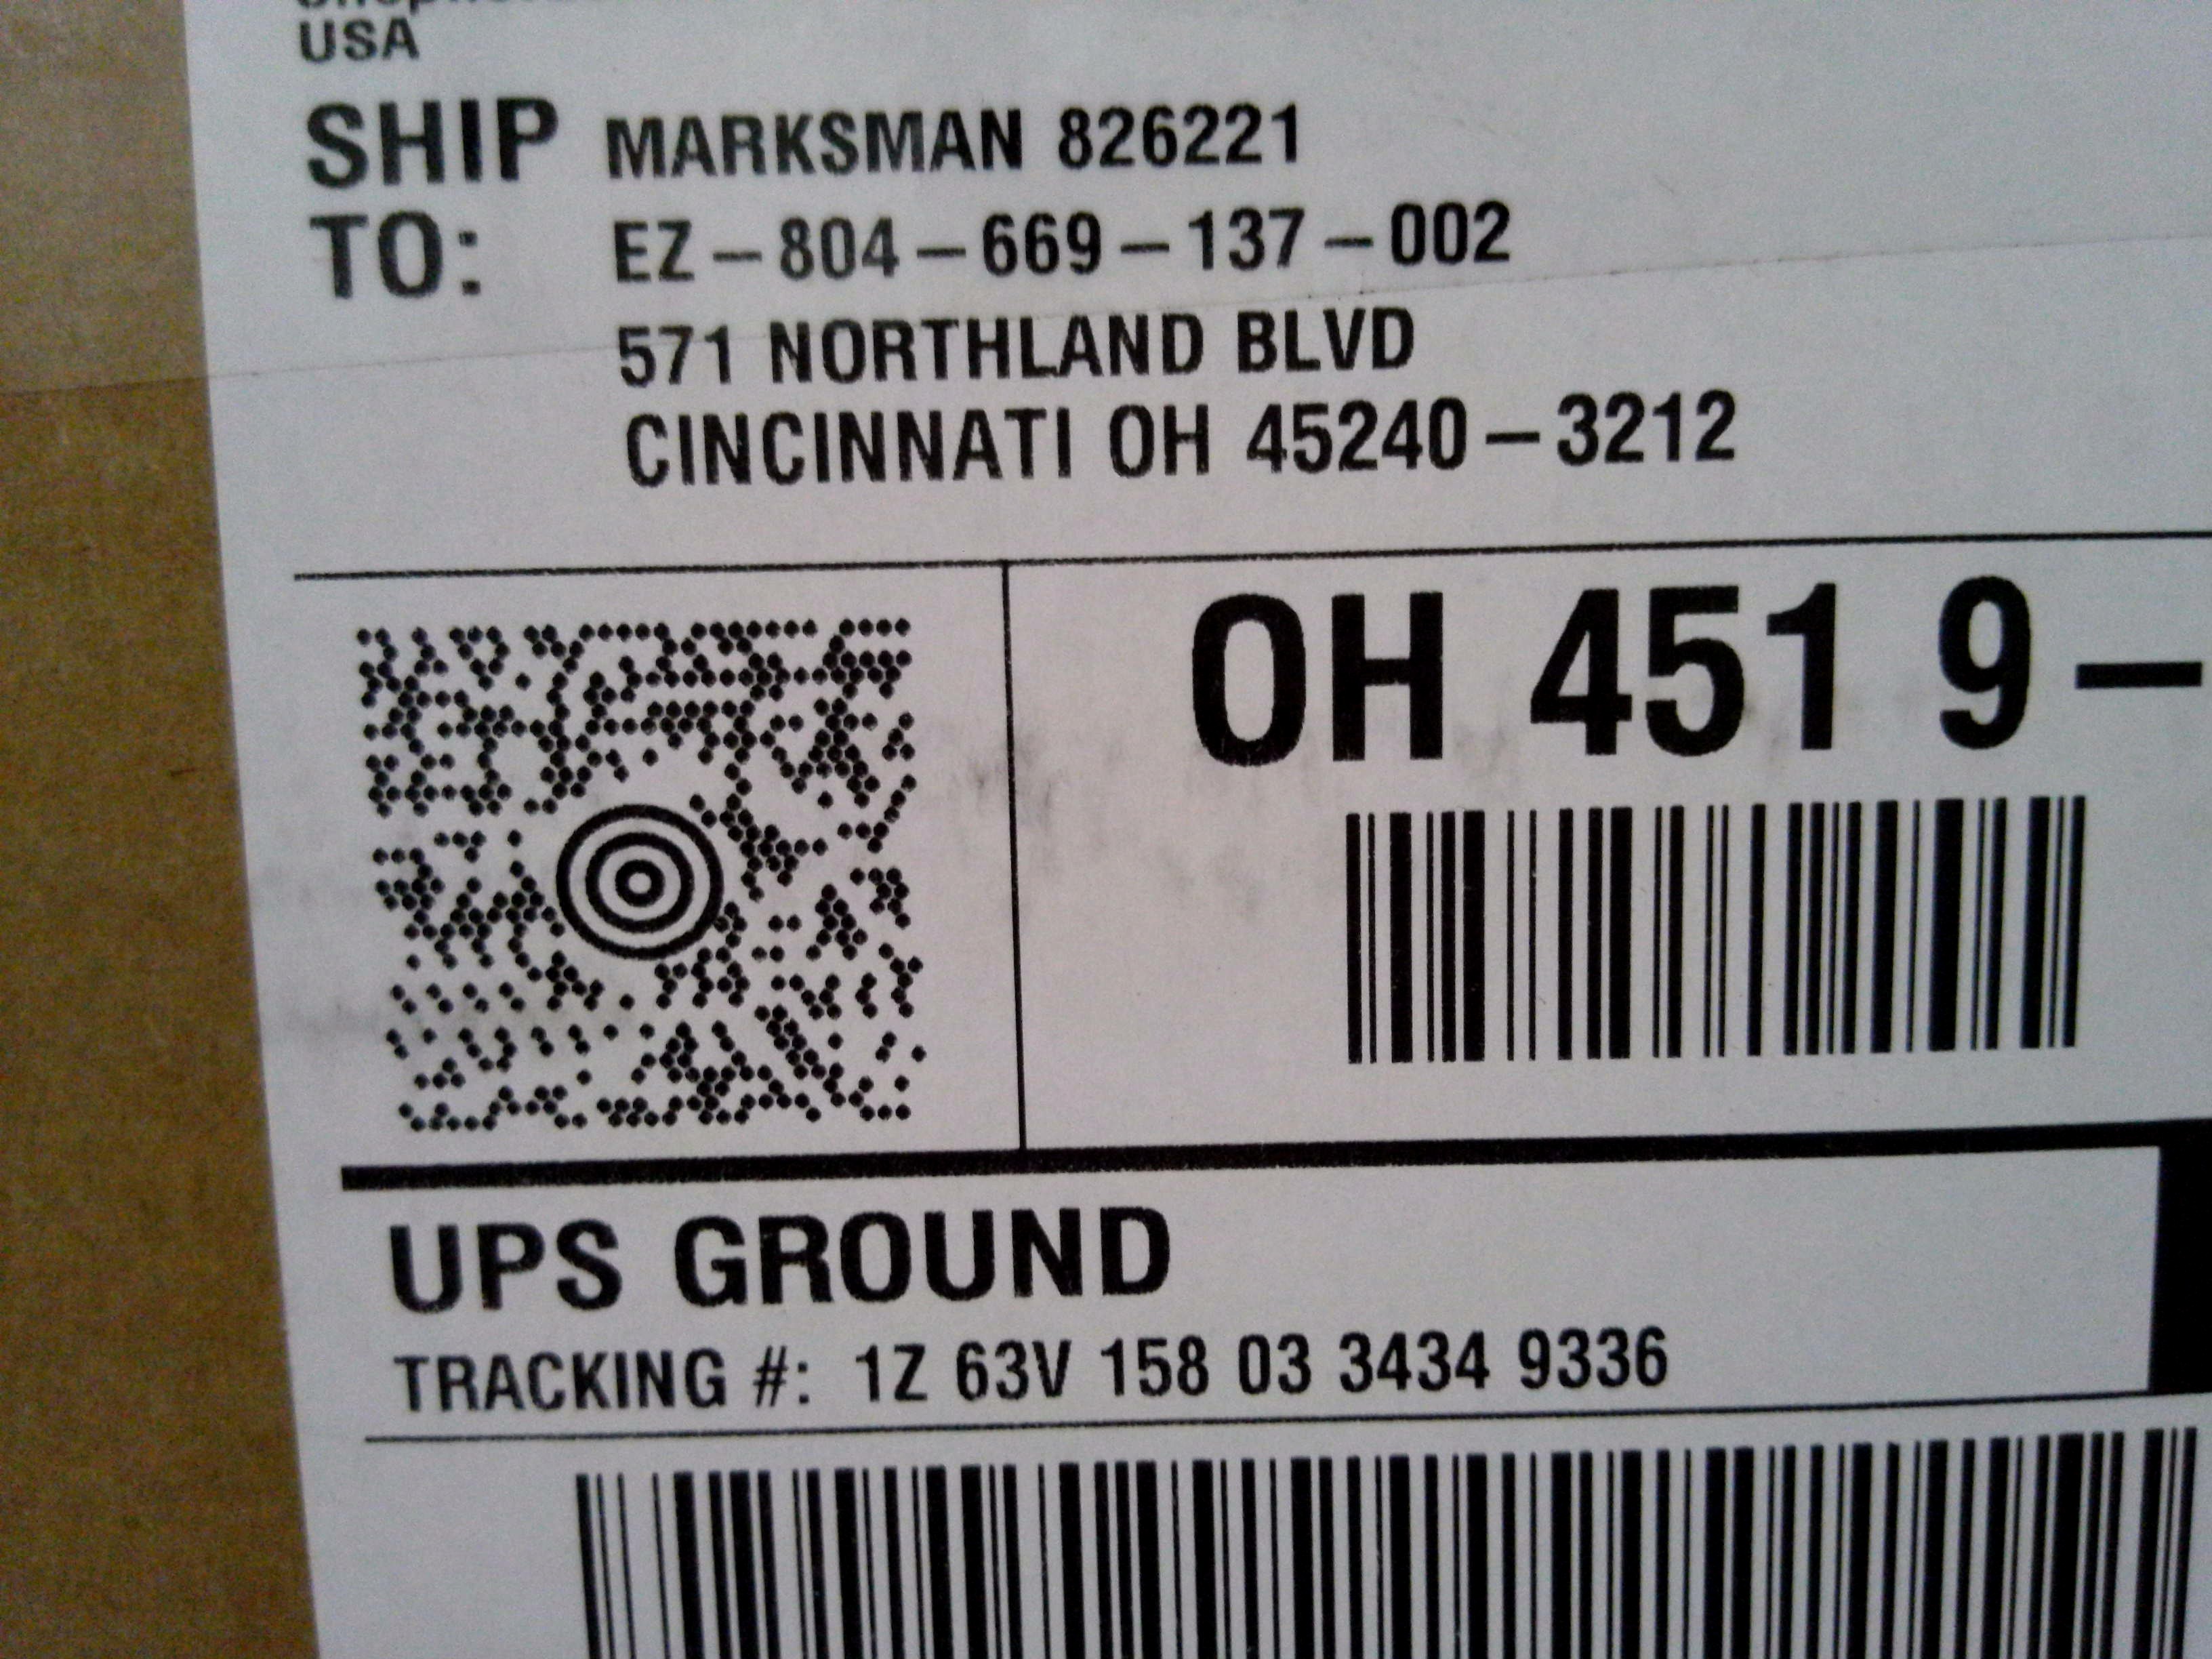 USA
SHIP TO: MARKSMAN 826221
EZ-804-669-137-002
571 NORTHLAND BLVD
CINCINNATI OH 45240-3212
OH 451 9-
UPS GROUND
TRACKING #: 1Z 63V 158 03 3434 9336